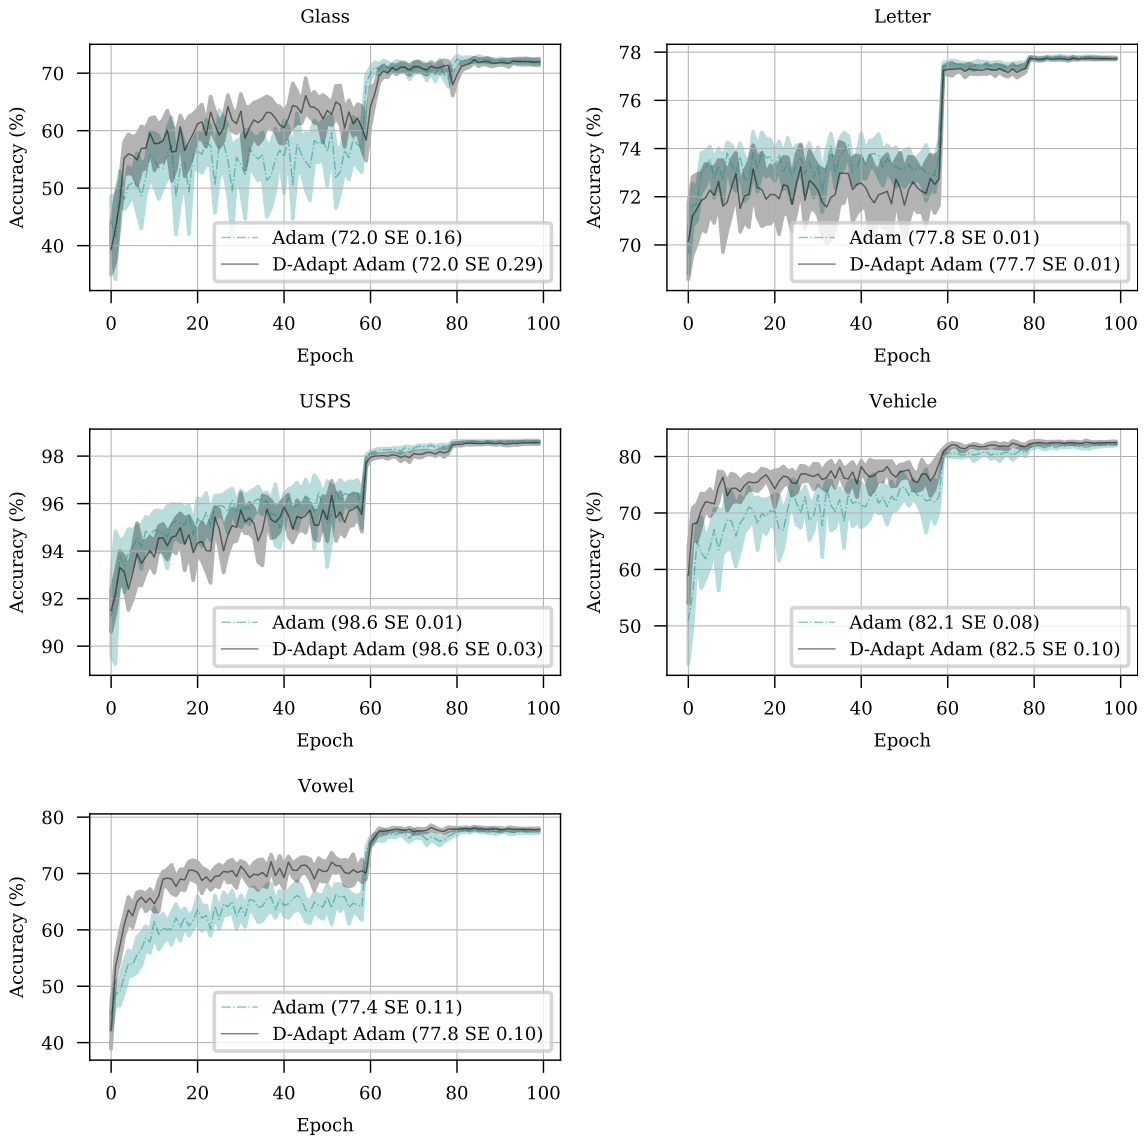 Glass
Accuracy (%)
70
60
50
40
Adam (72.0 SE 0.16)
D-Adapt Adam (72.0 SE 0.29)
0 20 40 60 80 100
Epoch
Letter
Accuracy (%)
78
76
74
72
70
Adam (77.8 SE 0.01)
D-Adapt Adam (77.7 SE 0.01)
0 20 40 60 80 100
Epoch
USPS
Accuracy (%)
98
96
94
92
90
Adam (98.6 SE 0.01)
D-Adapt Adam (98.6 SE 0.03)
0 20 40 60 80 100
Epoch
Vehicle
Accuracy (%)
80
70
60
50
Adam (82.1 SE 0.08)
D-Adapt Adam (82.5 SE 0.10)
0 20 40 60 80 100
Epoch
Vowel
Accuracy (%)
80
70
60
50
40
Adam (77.4 SE 0.11)
D-Adapt Adam (77.8 SE 0.10)
0 20 40 60 80 100
Epoch